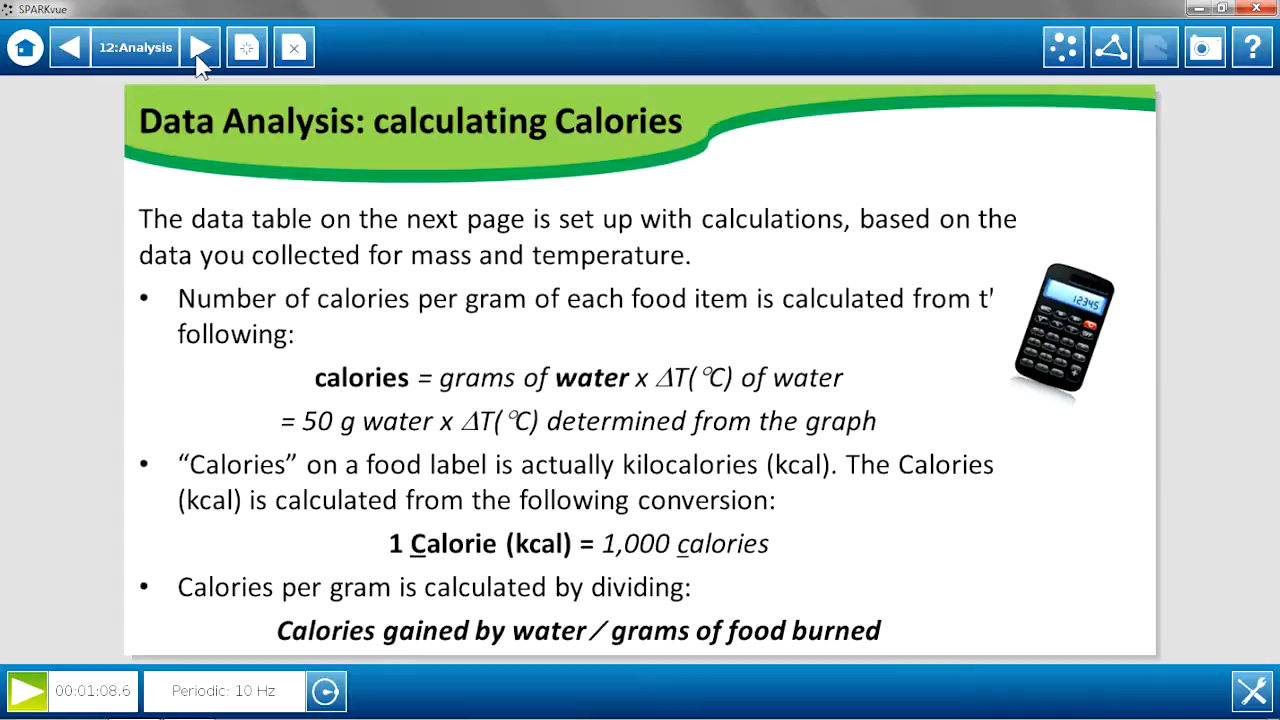 SPARKvue
12:Analysis
?
Data Analysis: calculating Calories
The data table on the next page is set up with calculations, based on the
data you collected for mass and temperature.
• Number of calories per gram of each food item is calculated from t'
following:
calories = grams of water x ΔT(°C) of water
= 50 g water x ΔT(°C) determined from the graph
12345
• “Calories” on a food label is actually kilocalories (kcal). The Calories
(kcal) is calculated from the following conversion:
1 Calorie (kcal) = 1,000 calories
• Calories per gram is calculated by dividing:
Calories gained by water / grams of food burned
00:01:08.6
Periodic: 10 Hz